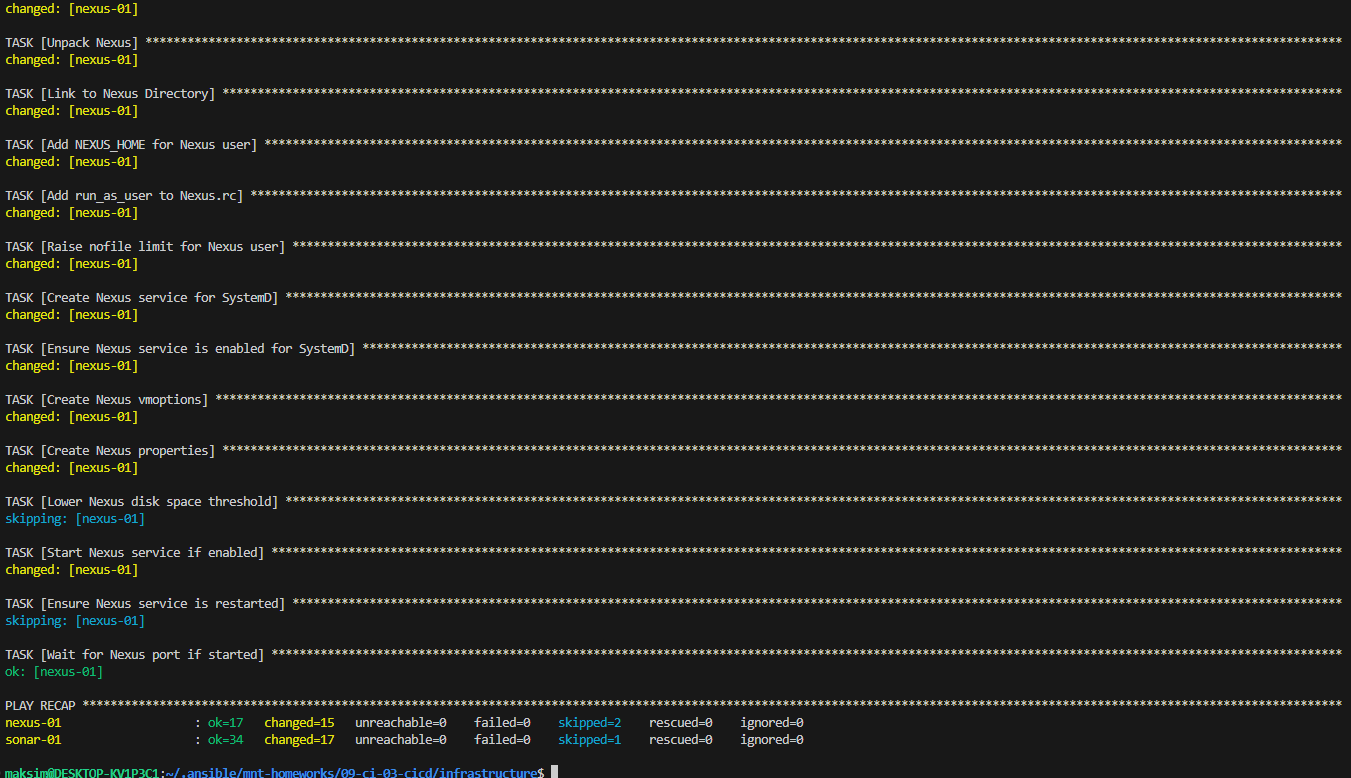 changed: [nexus-01]
TASK [Unpack Nexus] ***************************************************************************************************************************************************************************
changed: [nexus-01]
TASK [Link to Nexus Directory] ****************************************************************************************************************************************************************
changed: [nexus-01]
TASK [Add NEXUS_HOME for Nexus user] **********************************************************************************************************************************************************
changed: [nexus-01]
TASK [Add run_as_user to Nexus.rc] ************************************************************************************************************************************************************
changed: [nexus-01]
TASK [Raise nofile limit for Nexus user] ******************************************************************************************************************************************************
changed: [nexus-01]
TASK [Create Nexus service for SystemD] *******************************************************************************************************************************************************
changed: [nexus-01]
TASK [Ensure Nexus service is enabled for SystemD] ********************************************************************************************************************************************
changed: [nexus-01]
TASK [Create Nexus vmoptions] *****************************************************************************************************************************************************************
changed: [nexus-01]
TASK [Create Nexus properties] ****************************************************************************************************************************************************************
changed: [nexus-01]
TASK [Lower Nexus disk space threshold] *******************************************************************************************************************************************************
skipping: [nexus-01]
TASK [Start Nexus service if enabled] *********************************************************************************************************************************************************
changed: [nexus-01]
TASK [Ensure Nexus service is restarted] ******************************************************************************************************************************************************
skipping: [nexus-01]
TASK [Wait for Nexus port if started] *********************************************************************************************************************************************************
ok: [nexus-01]
PLAY RECAP ************************************************************************************************************************************************************************************
nexus-01 : ok=17 changed=15 unreachable=0 failed=0 skipped=2 rescued=0 ignored=0
sonar-01 : ok=34 changed=17 unreachable=0 failed=0 skipped=1 rescued=0 ignored=0
maksim@DESKTOP-KV1P3C1:~/.ansible/mnt-homeworks/09-ci-03-cicd/infrastructure$